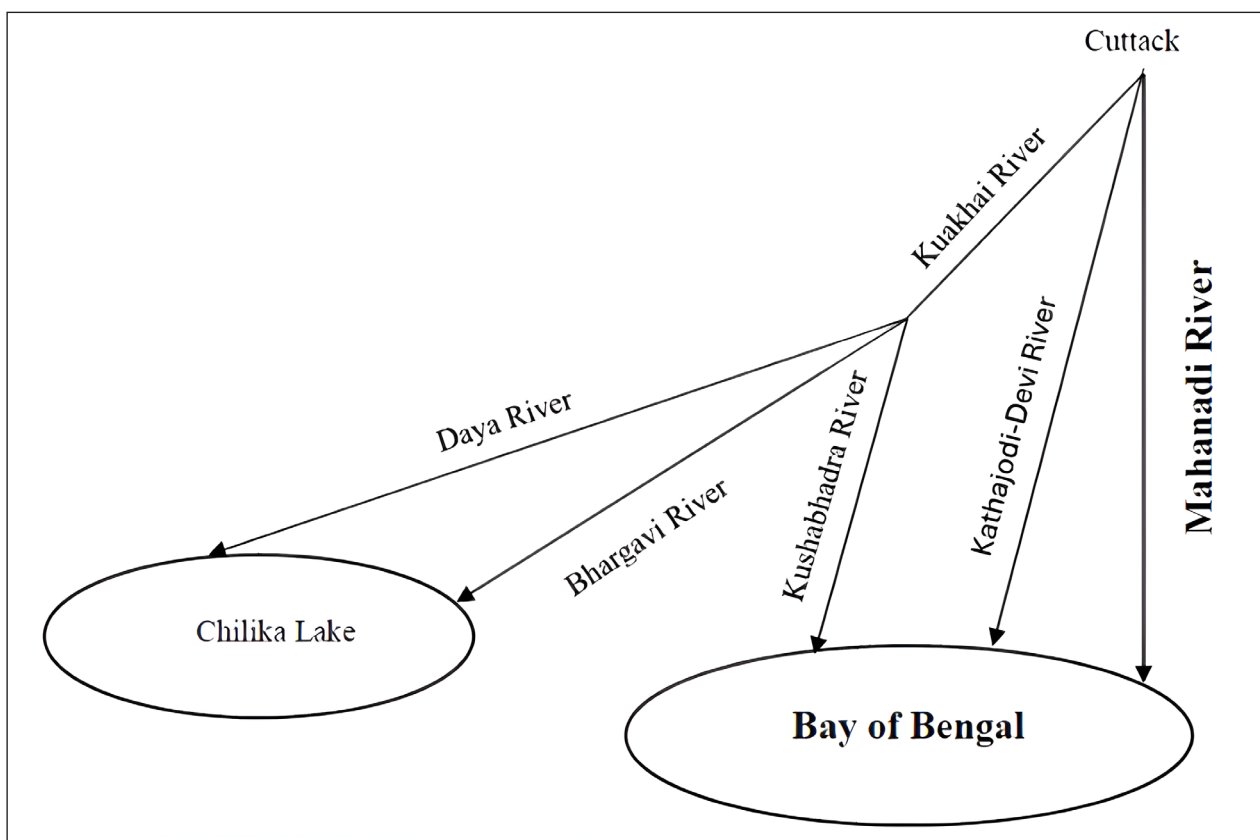 Cuttack
Kuakhai River
Mahanadi River
Kathajodi-Devi River
Daya River
Kushabhadra River
Bhargavi River
Chilika Lake
Bay of Bengal